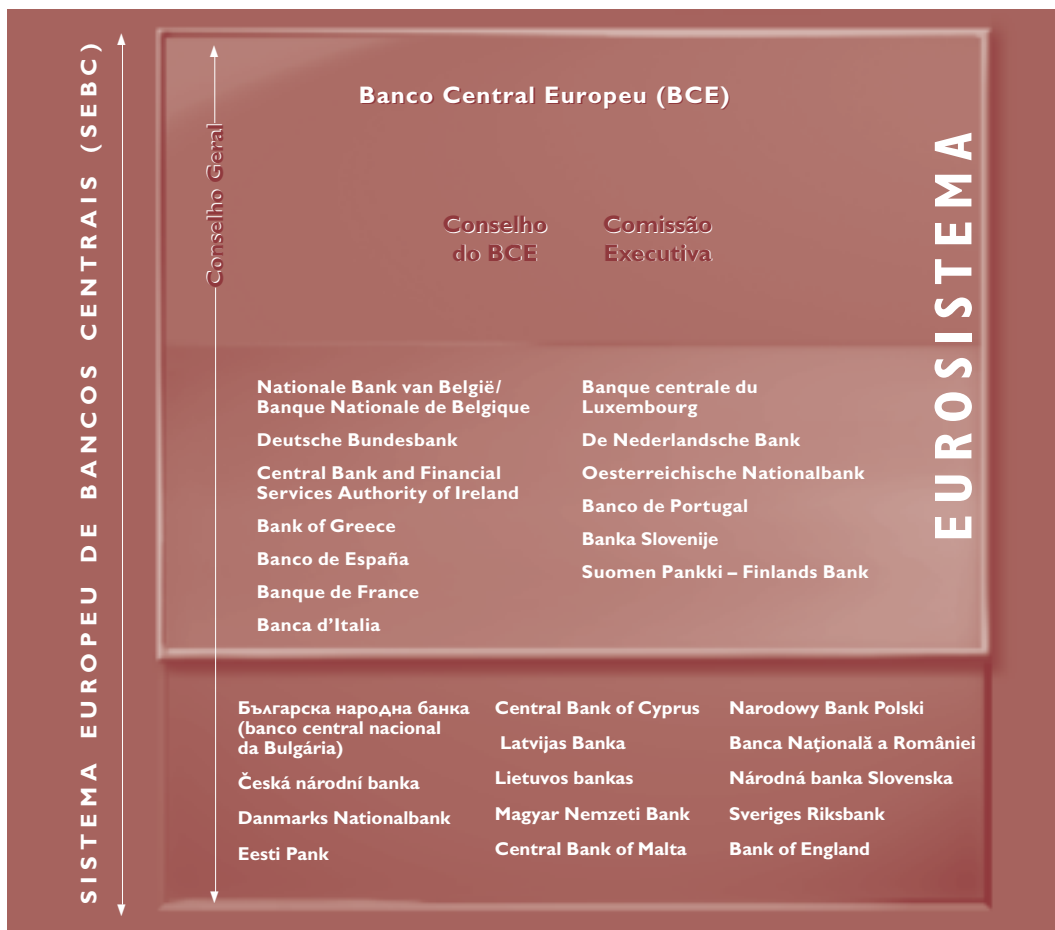 SISTEMA EUROPEU DE BANCOS CENTRAIS (SEBC)
Conselho Geral
Banco Central Europeu (BCE)
Conselho
do BCE
Comissão
Executiva
EUROSISTEMA
Nationale Bank van België/
Banque Nationale de Belgique
Deutsche Bundesbank
Central Bank and Financial
Services Authority of Ireland
Bank of Greece
Banco de España
Banque de France
Banca d’Italia
Banque centrale du
Luxembourg
De Nederlandsche Bank
Oesterreichische Nationalbank
Banco de Portugal
Banka Slovenije
Suomen Pankki – Finlands Bank
Българска народна банка
(banco central nacional
da Bulgária)
Česká národní banka
Danmarks Nationalbank
Eesti Pank
Central Bank of Cyprus
Latvijas Banka
Lietuvos bankas
Magyar Nemzeti Bank
Central Bank of Malta
Narodowy Bank Polski
Banca Naţională a României
Národná banka Slovenska
Sveriges Riksbank
Bank of England